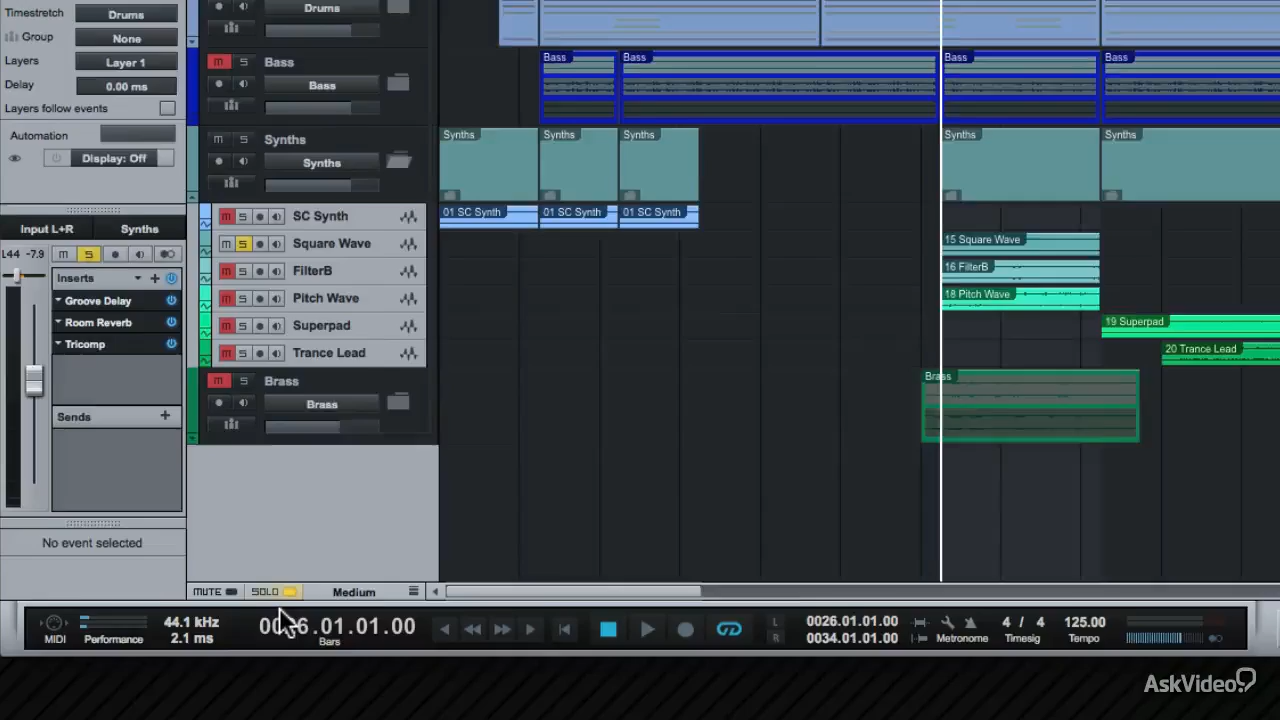 Timestretch Drums
Group None
Layers Layer 1
Delay 0.00 ms
Layers follow events
Automation
Display: Off
Input L+R Synths
L44 -7.9 M S
Inserts
Groove Delay
Room Reverb
Tricomp
Sends
No event selected
Drums
M S Bass
Bass
M S Synths
Synths
M S SC Synth
M S Square Wave
M S FilterB
M S Pitch Wave
M S Superpad
M S Trance Lead
M S Brass
Brass
Bass Bass Bass Bass
Synths Synths Synths Synths Synths
01 SC Synth 01 SC Synth 01 SC Synth
15 Square Wave
16 FilterB
18 Pitch Wave
19 Superpad
20 Trance Lead
Brass
MUTE SOLO Medium
MIDI Performance
44.1 kHz
2.1 ms
Bars
L 0026.01.01.00
R 0034.01.01.00
Metronome
4 / 4
Timesig
125.00
Tempo
AskVideo